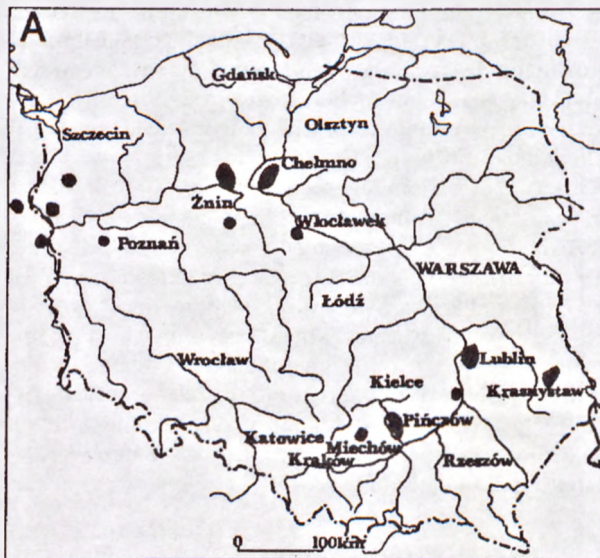 A
Gdańsk
Olsztyn
Szczecin
Chełmno
Żnin
Włocławek
Poznań
WARSZAWA
Łódź
Wrocław
Lublin
Kielce
Krasnystaw
Pińczów
Katowice
Miechów
Kraków
Rzeszów
0 100km